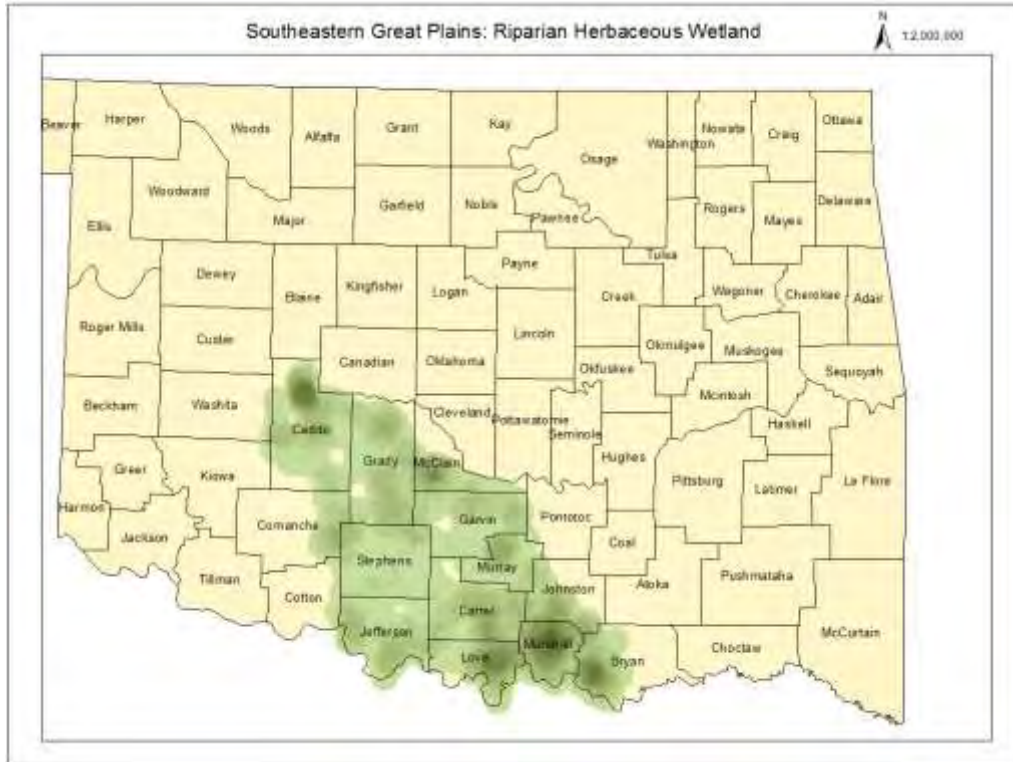 Southeastern Great Plains: Riparian Herbaceous Wetland
N
1:2,000,000
Beaver
Harper
Woods
Alfalfa
Grant
Kay
Osage
Washington
Nowata
Craig
Ottawa
Ellis
Woodward
Major
Garfield
Noble
Pawnee
Rogers
Mayes
Delaware
Dewey
Blaine
Kingfisher
Logan
Payne
Creek
Tulsa
Wagoner
Cherokee
Adair
Roger Mills
Custer
Canadian
Oklahoma
Lincoln
Okfuskee
Okmulgee
Muskogee
Sequoyah
Beckham
Washita
Caddo
Grady
McClain
Cleveland
Pottawatomie
Seminole
Hughes
McIntosh
Haskell
Greer
Kiowa
Pittsburg
Latimer
La Flore
Harmon
Jackson
Comanche
Garvin
Pontotoc
Coal
Tillman
Cotton
Stephens
Murray
Johnston
Atoka
Pushmataha
Jefferson
Carter
Love
Marshall
Bryan
Choctaw
McCurtain